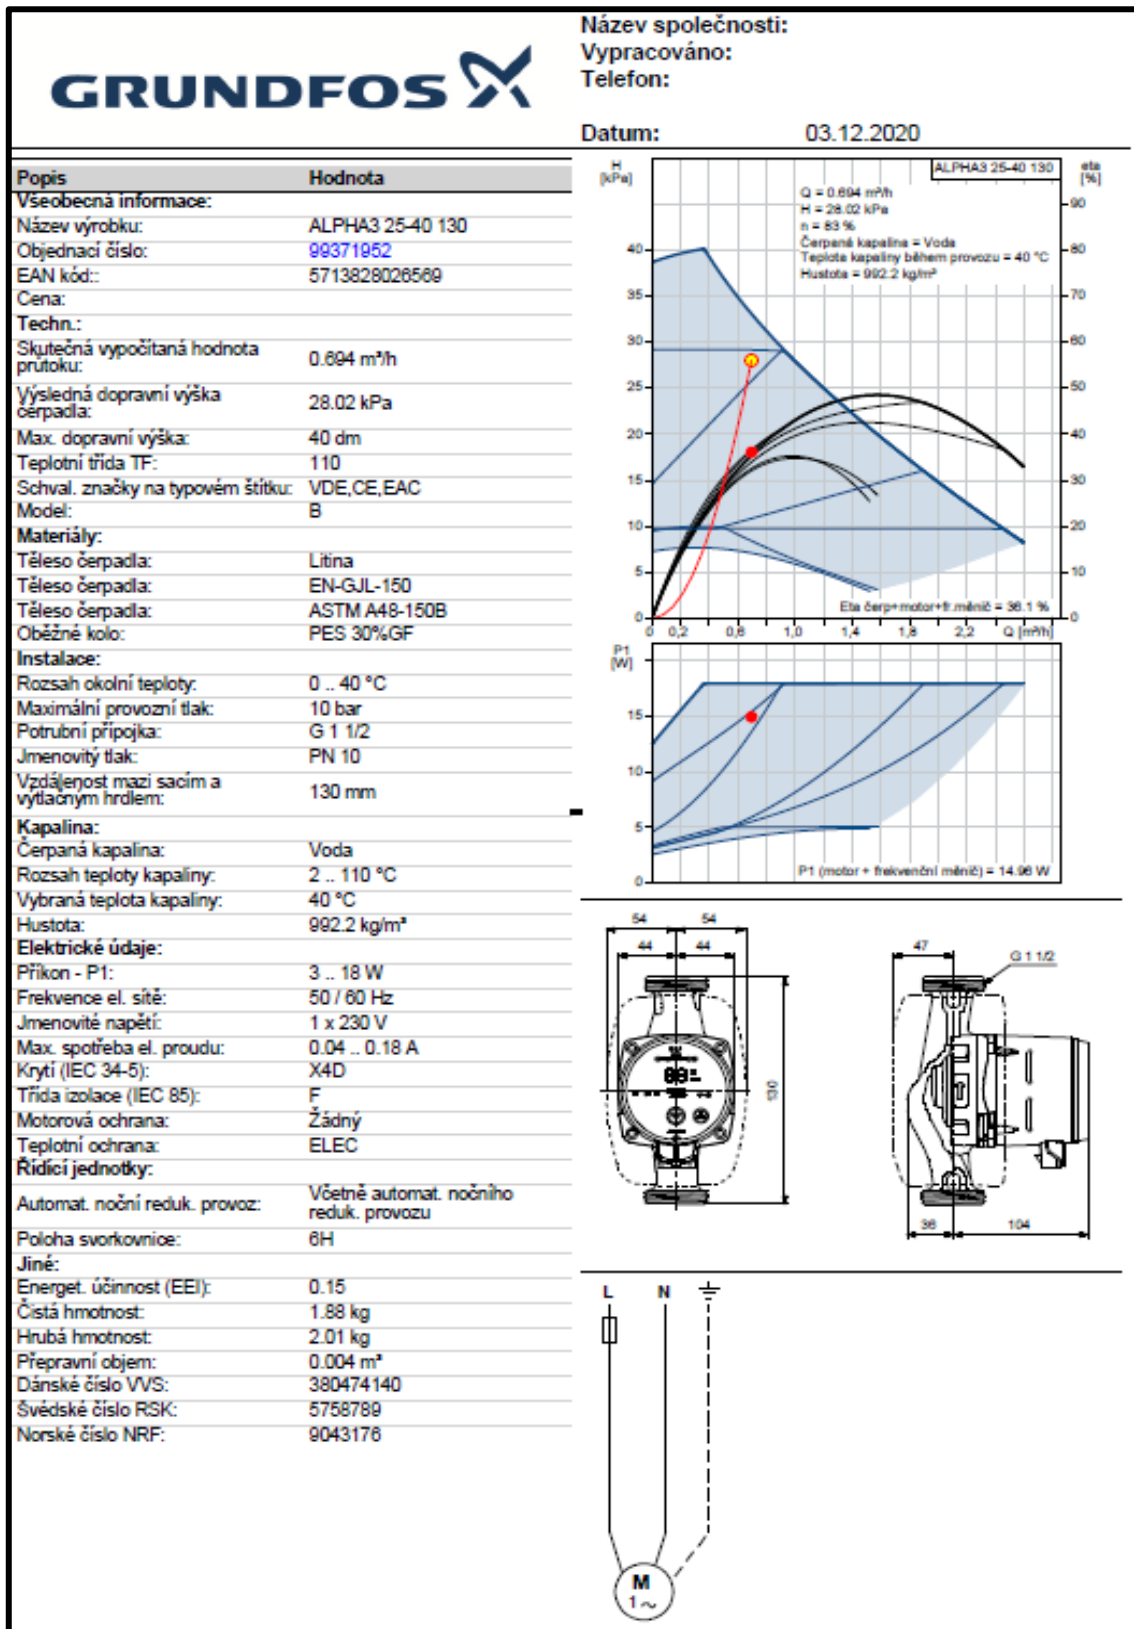 GRUNDFOS
Název společnosti:
Vypracováno:
Telefon:
Datum: 03.12.2020
Popis Hodnota
Všeobecná informace:
Název výrobku: ALPHA3 25-40 130
Objednací číslo: 99371952
EAN kód:: 5713828026569
Cena:
Techn.:
Skutečná vypočítaná hodnota
průtoku: 0.694 m³/h
Výsledná dopravní výška
čerpadla: 28.02 kPa
Max. dopravní výška: 40 dm
Teplotní třída TF: 110
Schval. značky na typovém štítku: VDE,CE,EAC
Model: B
Materiály:
Těleso čerpadla: Litina
Těleso čerpadla: EN-GJL-150
Těleso čerpadla: ASTM A48-150B
Oběžné kolo: PES 30%GF
Instalace:
Rozsah okolní teploty: 0 .. 40 °C
Maximální provozní tlak: 10 bar
Potrubní přípojka: G 1 1/2
Jmenovitý tlak: PN 10
Vzdálenost mazi sacím a
výtlačným hrdlem: 130 mm
Kapalina:
Čerpaná kapalina: Voda
Rozsah teploty kapaliny: 2 .. 110 °C
Vybraná teplota kapaliny: 40 °C
Hustota: 992.2 kg/m³
Elektrické údaje:
Příkon - P1: 3 .. 18 W
Frekvence el. sítě: 50 / 60 Hz
Jmenovité napětí: 1 x 230 V
Max. spotřeba el. proudu: 0.04 .. 0.18 A
Krytí (IEC 34-5): X4D
Třída izolace (IEC 85): F
Motorová ochrana: Žádný
Teplotní ochrana: ELEC
Řídicí jednotky:
Automat. noční reduk. provoz: Včetně automat. nočního
reduk. provozu
Poloha svorkovnice: 6H
Jiné:
Energet. účinnost (EEI): 0.15
Čistá hmotnost: 1.88 kg
Hrubá hmotnost: 2.01 kg
Přepravní objem: 0.004 m³
Dánské číslo VVS: 380474140
Švédské číslo RSK: 5758789
Norské číslo NRF: 9043176
H
[kPa]
ALPHA3 25-40 130
eta
[%]
Q = 0.694 m³/h
H = 28.02 kPa
n = 83 %
Čerpaná kapalina = Voda
Teplota kapaliny během provozu = 40 °C
Hustota = 992.2 kg/m³
90
40 80
35 70
30 60
25 50
20 40
15 30
10 20
5 10
Eta čerp+motor+fr.měnič = 36.1 %
0 0
0 0,2 0,6 1,0 1,4 1,8 2,2 Q [m³/h]
P1
[W]
15
10
5
P1 (motor + frekvenční měnič) = 14.96 W
0
54 54
44 44
130
47
G 1 1/2
36 104
L N
M
1~